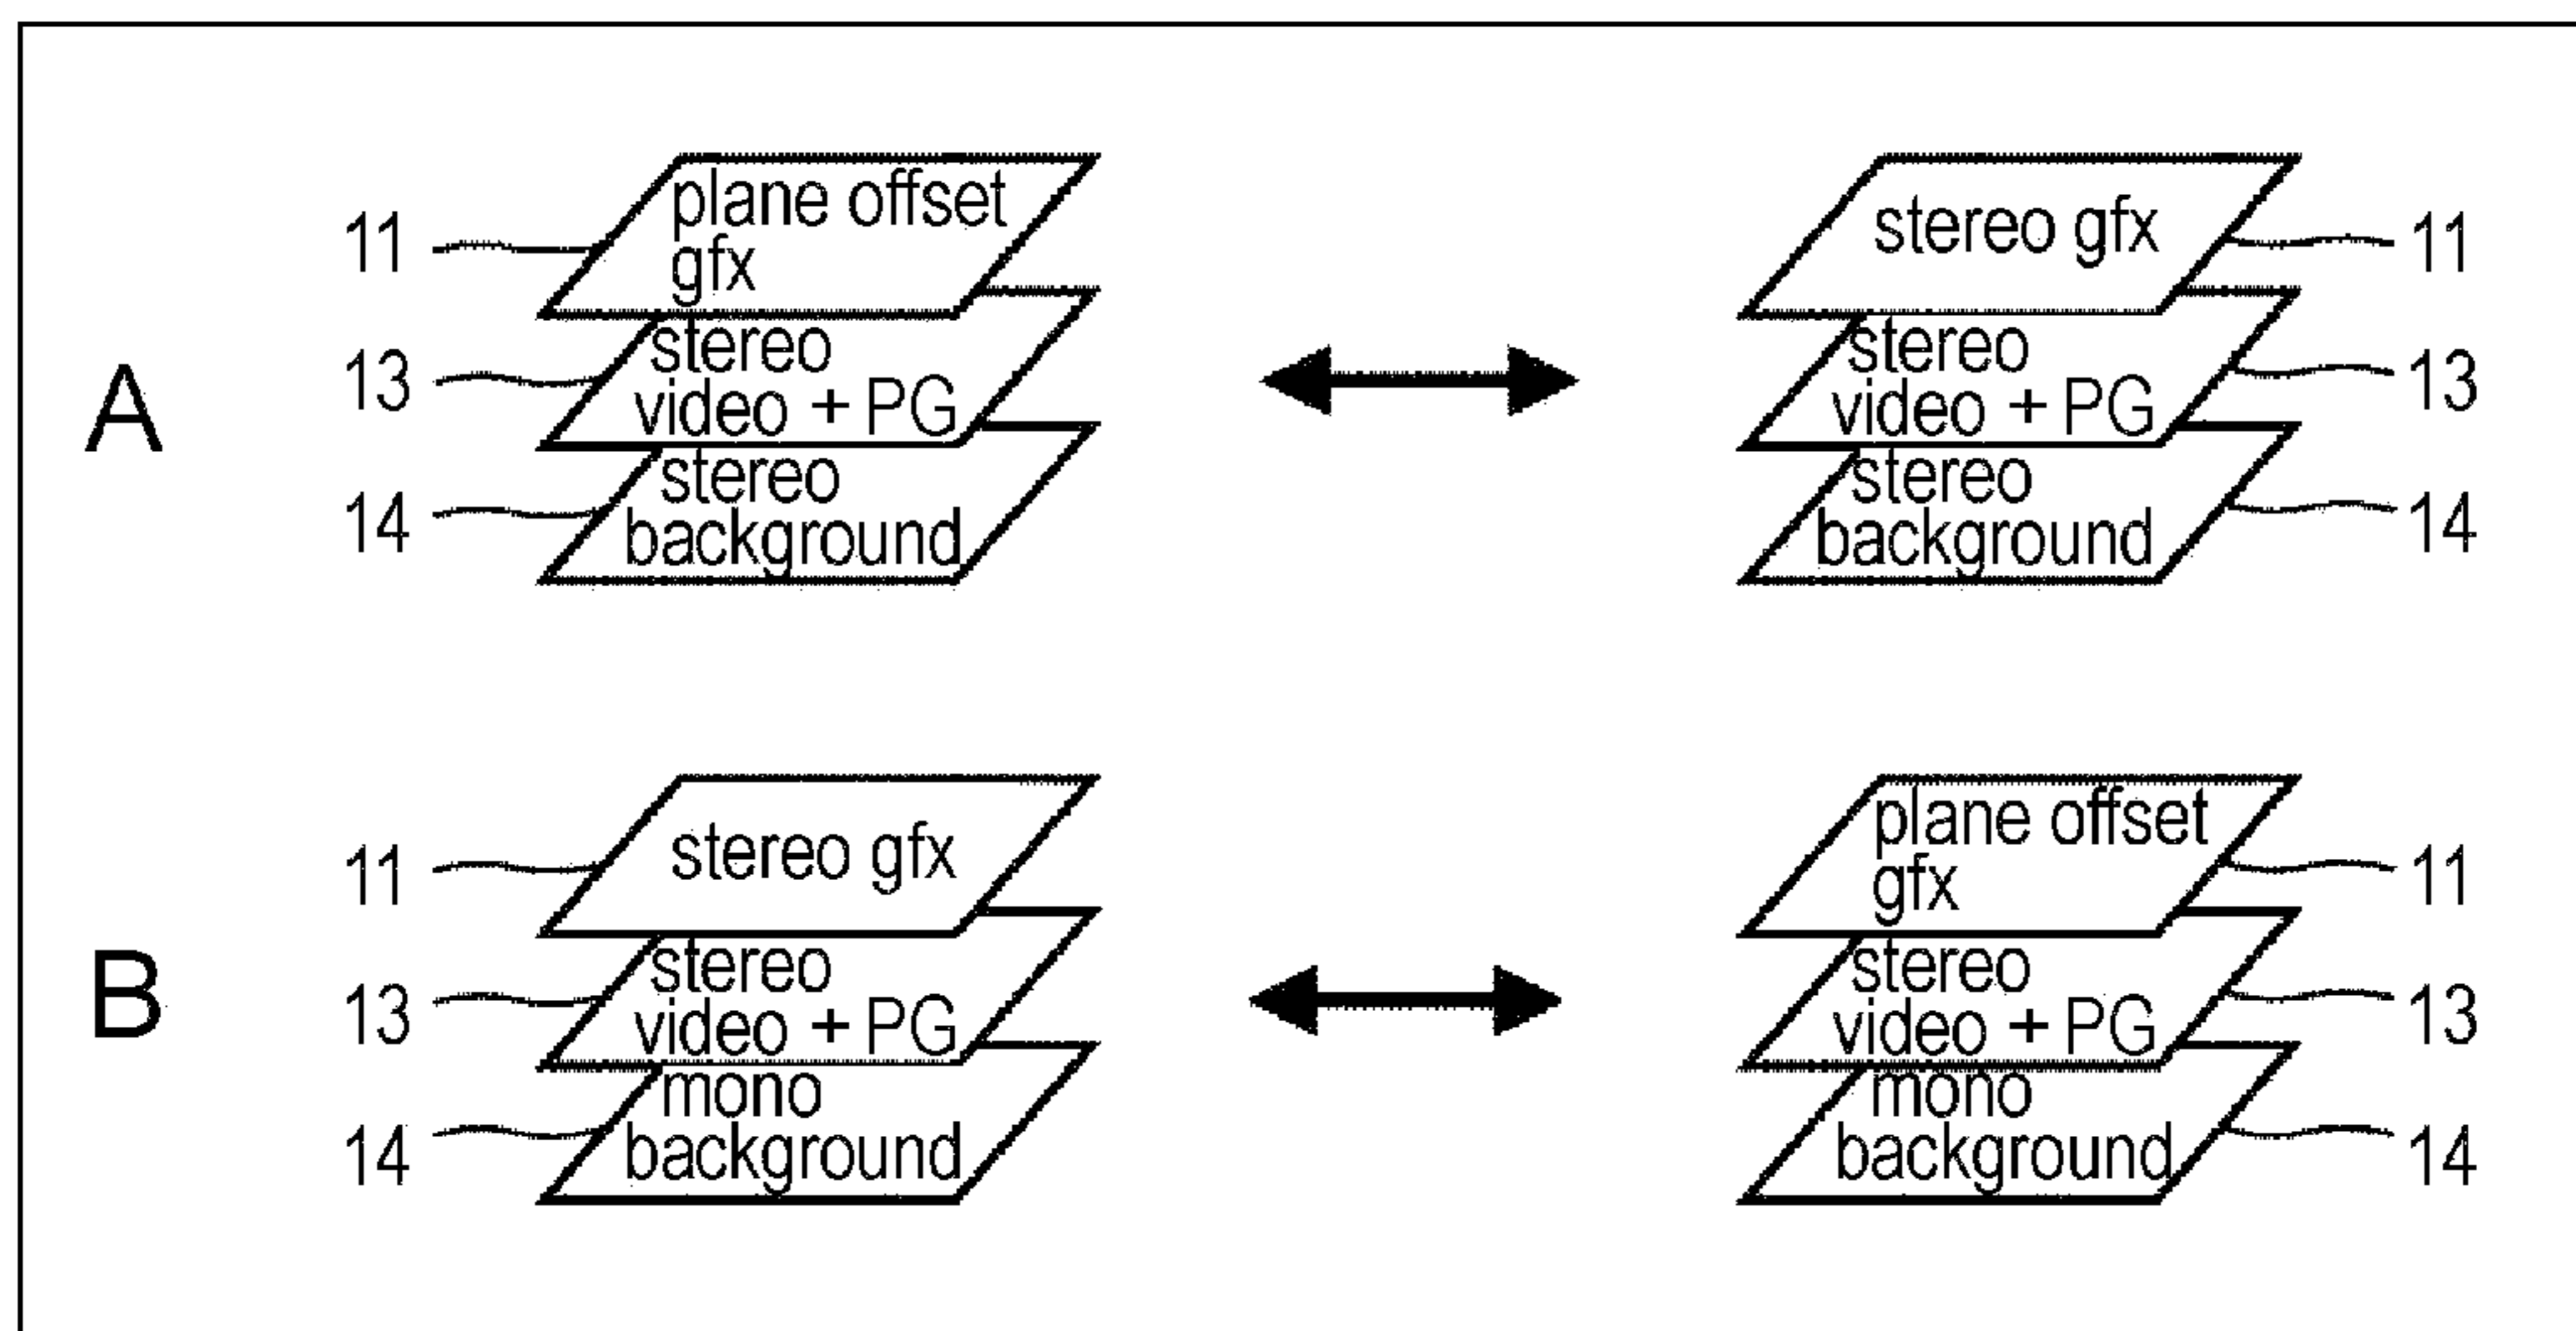 plane offset
gfx
11
stereo
video + PG
13
stereo
background
14
A
stereo gfx
11
stereo
video + PG
13
stereo
background
14
stereo gfx
11
stereo
video + PG
13
mono
background
14
B
plane offset
gfx
11
stereo
video + PG
13
mono
background
14